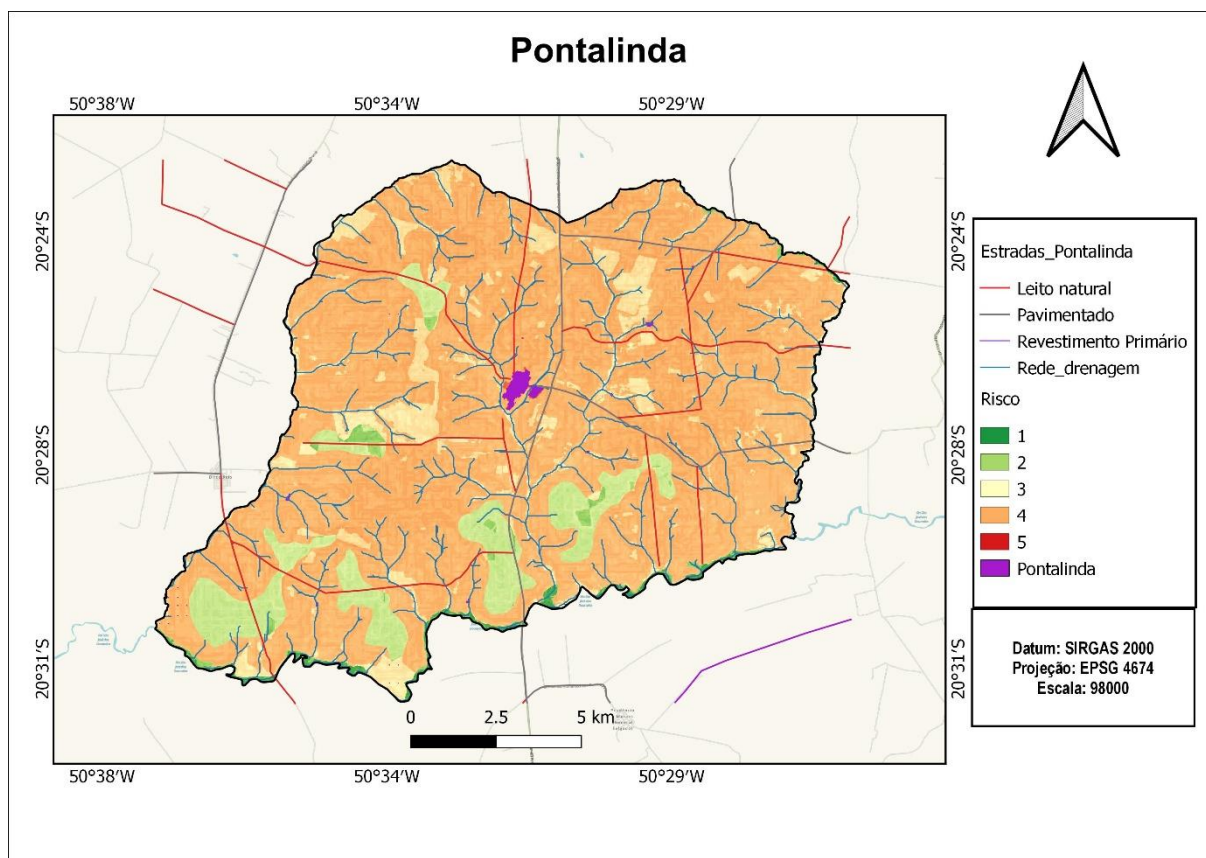 Pontalinda
50°38'W
50°34'W
50°29'W
20°24'S
20°24'S
20°28'S
20°28'S
20°31'S
20°31'S
0
2.5
5 km
50°38'W
50°34'W
50°29'W
Estradas_Pontalinda
Leito natural
Pavimentado
Revestimento Primário
Rede_drenagem
Risco
1
2
3
4
5
Pontalinda
Datum: SIRGAS 2000
Projeção: EPSG 4674
Escala: 98000